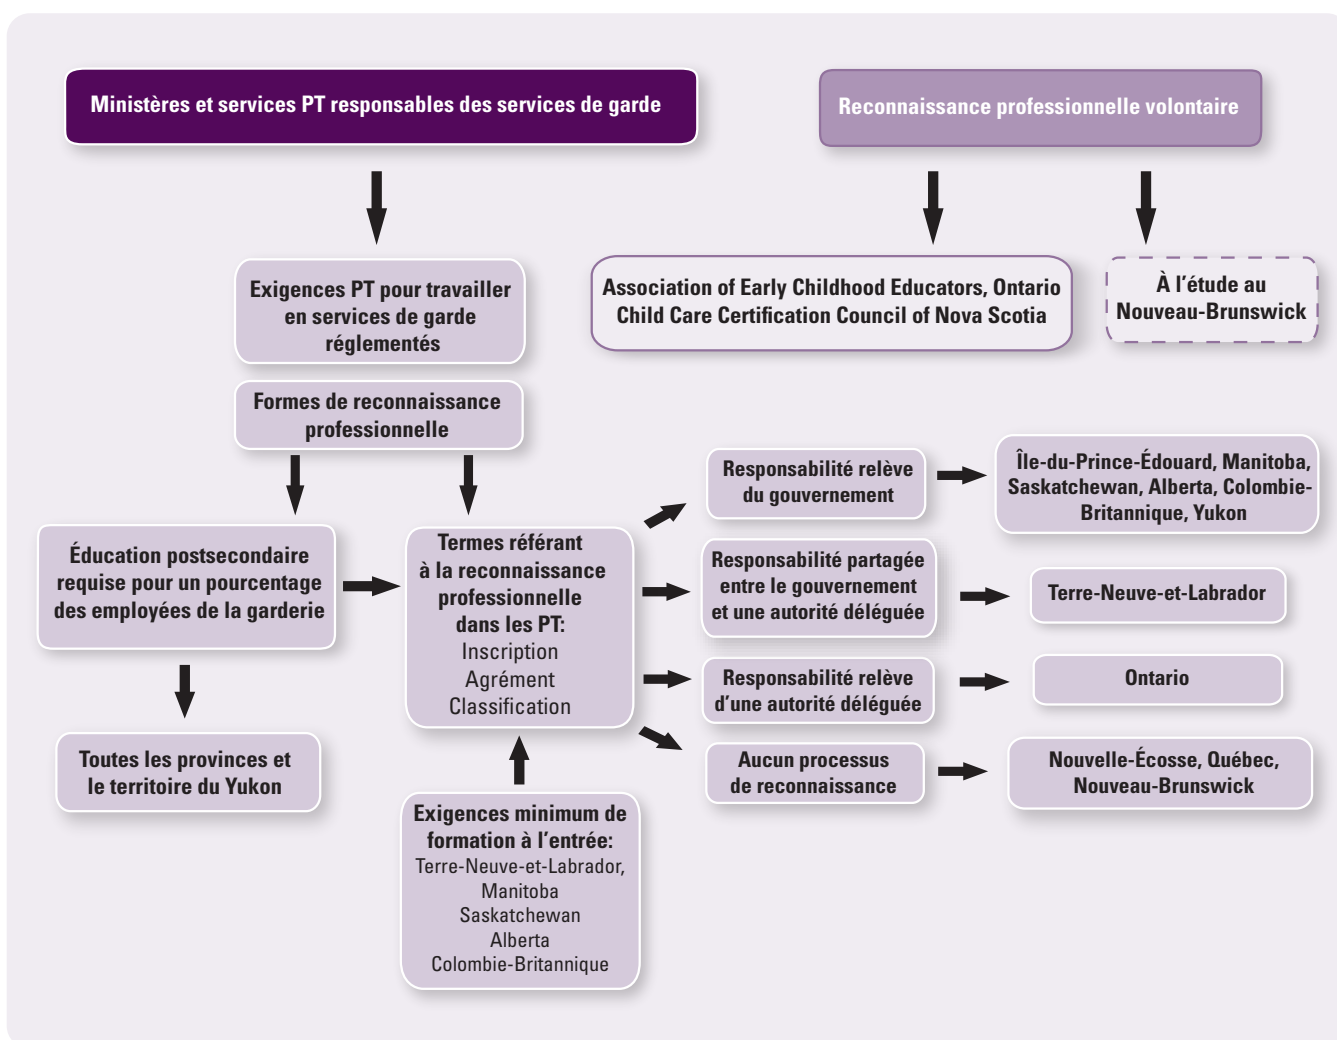 Ministères et services PT responsables des services de garde
Reconnaissance professionnelle volontaire
Exigences PT pour travailler
en services de garde
réglementés
Association of Early Childhood Educators, Ontario
Child Care Certification Council of Nova Scotia
À l'étude au
Nouveau-Brunswick
Formes de reconnaissance
professionnelle
Éducation postsecondaire
requise pour un pourcentage
des employées de la garderie
Toutes les provinces et
le territoire du Yukon
Termes référant
à la reconnaissance
professionnelle
dans les PT:
Inscription
Agrément
Classification
Exigences minimum de
formation à l'entrée:
Terre-Neuve-et-Labrador,
Manitoba
Saskatchewan
Alberta
Colombie-Britannique
Responsabilité relève
du gouvernement
Île-du-Prince-Édouard, Manitoba,
Saskatchewan, Alberta, Colombie-
Britannique, Yukon
Responsabilité partagée
entre le gouvernement
et une autorité déléguée
Terre-Neuve-et-Labrador
Responsabilité relève
d'une autorité déléguée
Ontario
Aucun processus
de reconnaissance
Nouvelle-Écosse, Québec,
Nouveau-Brunswick